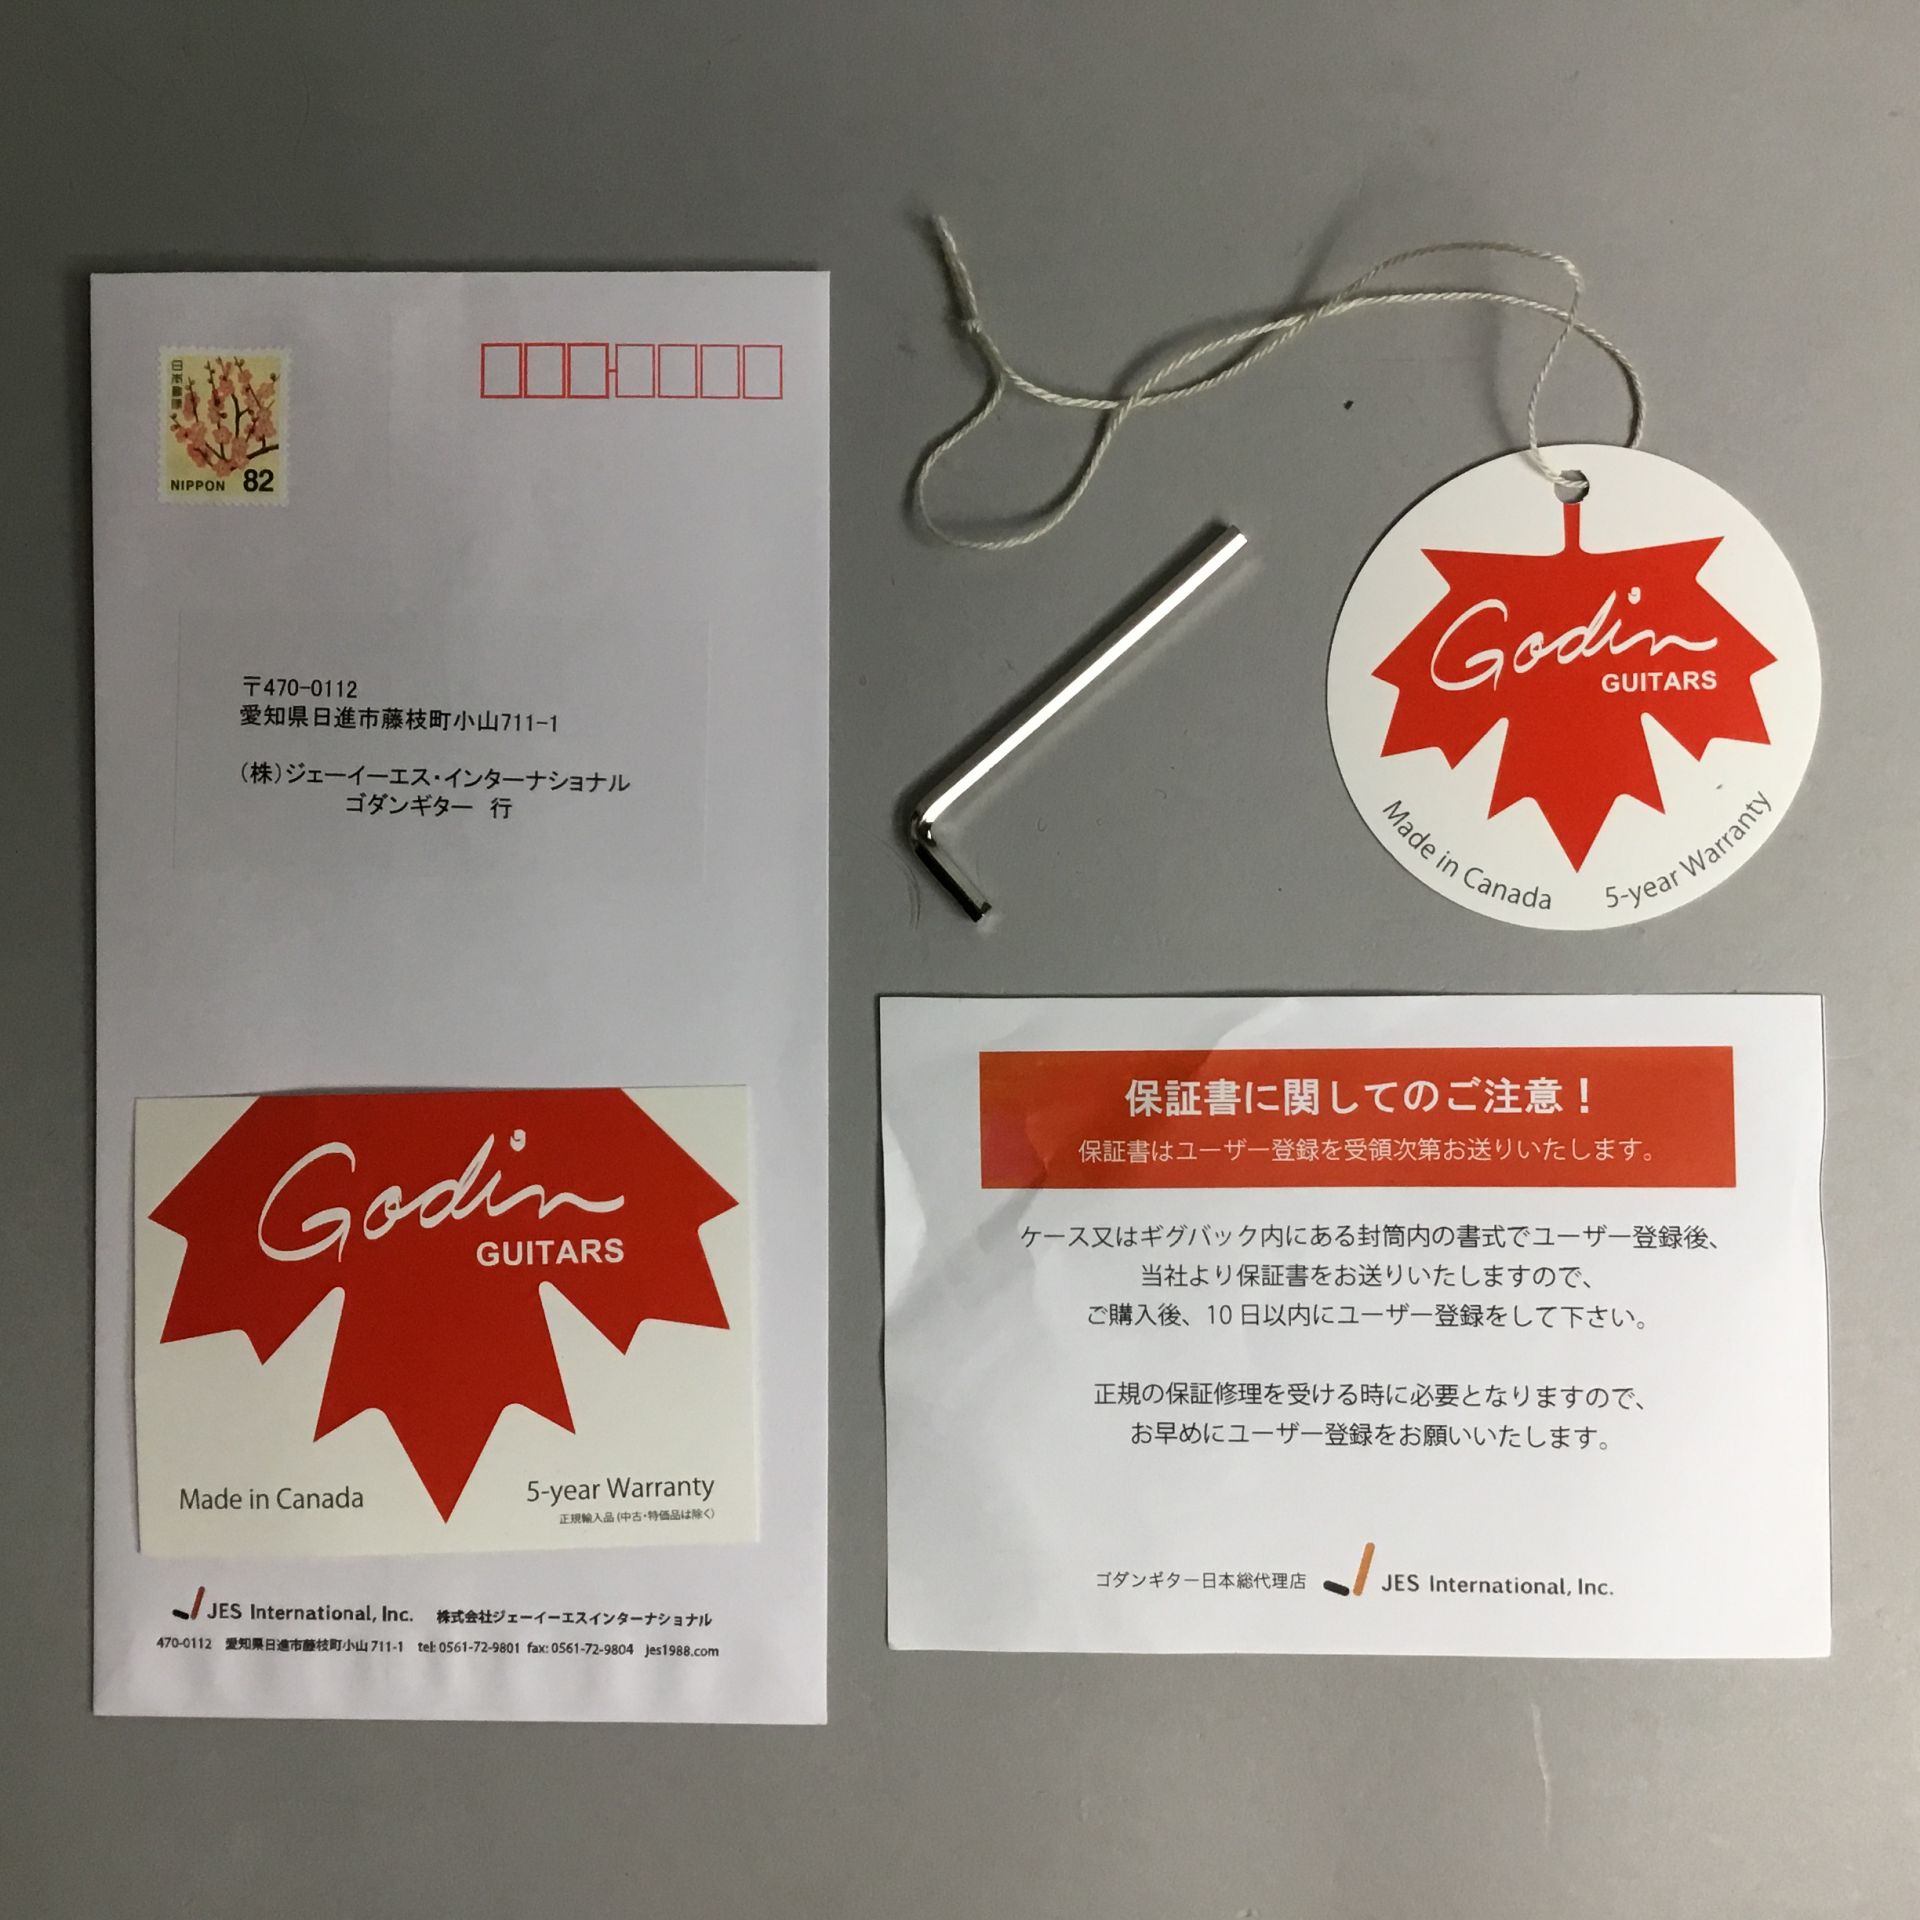 日本郵便
NIPPON 82
〒470-0112
愛知県日進市藤枝町小山711-1
（株）ジェーイーエス・インターナショナル
ゴダンギター 行
Godin
GUITARS
Made in Canada
5-year Warranty
正規輸入品（中古・特価品は除く）
JES International, Inc. 株式会社ジェーイーエスインターナショナル
470-0112 愛知県日進市藤枝町小山711-1 tel: 0561-72-9801 fax: 0561-72-9804 jes1988.com
Godin
GUITARS
Made in Canada 5-year Warranty
保証書に関してのご注意！
保証書はユーザー登録を受領次第お送りいたします。
ケース又はギグバック内にある封筒内の書式でユーザー登録後、
当社より保証書をお送りいたしますので、
ご購入後、10日以内にユーザー登録をして下さい。
正規の保証修理を受ける時に必要となりますので、
お早めにユーザー登録をお願いいたします。
ゴダンギター日本総代理店 JES International, Inc.